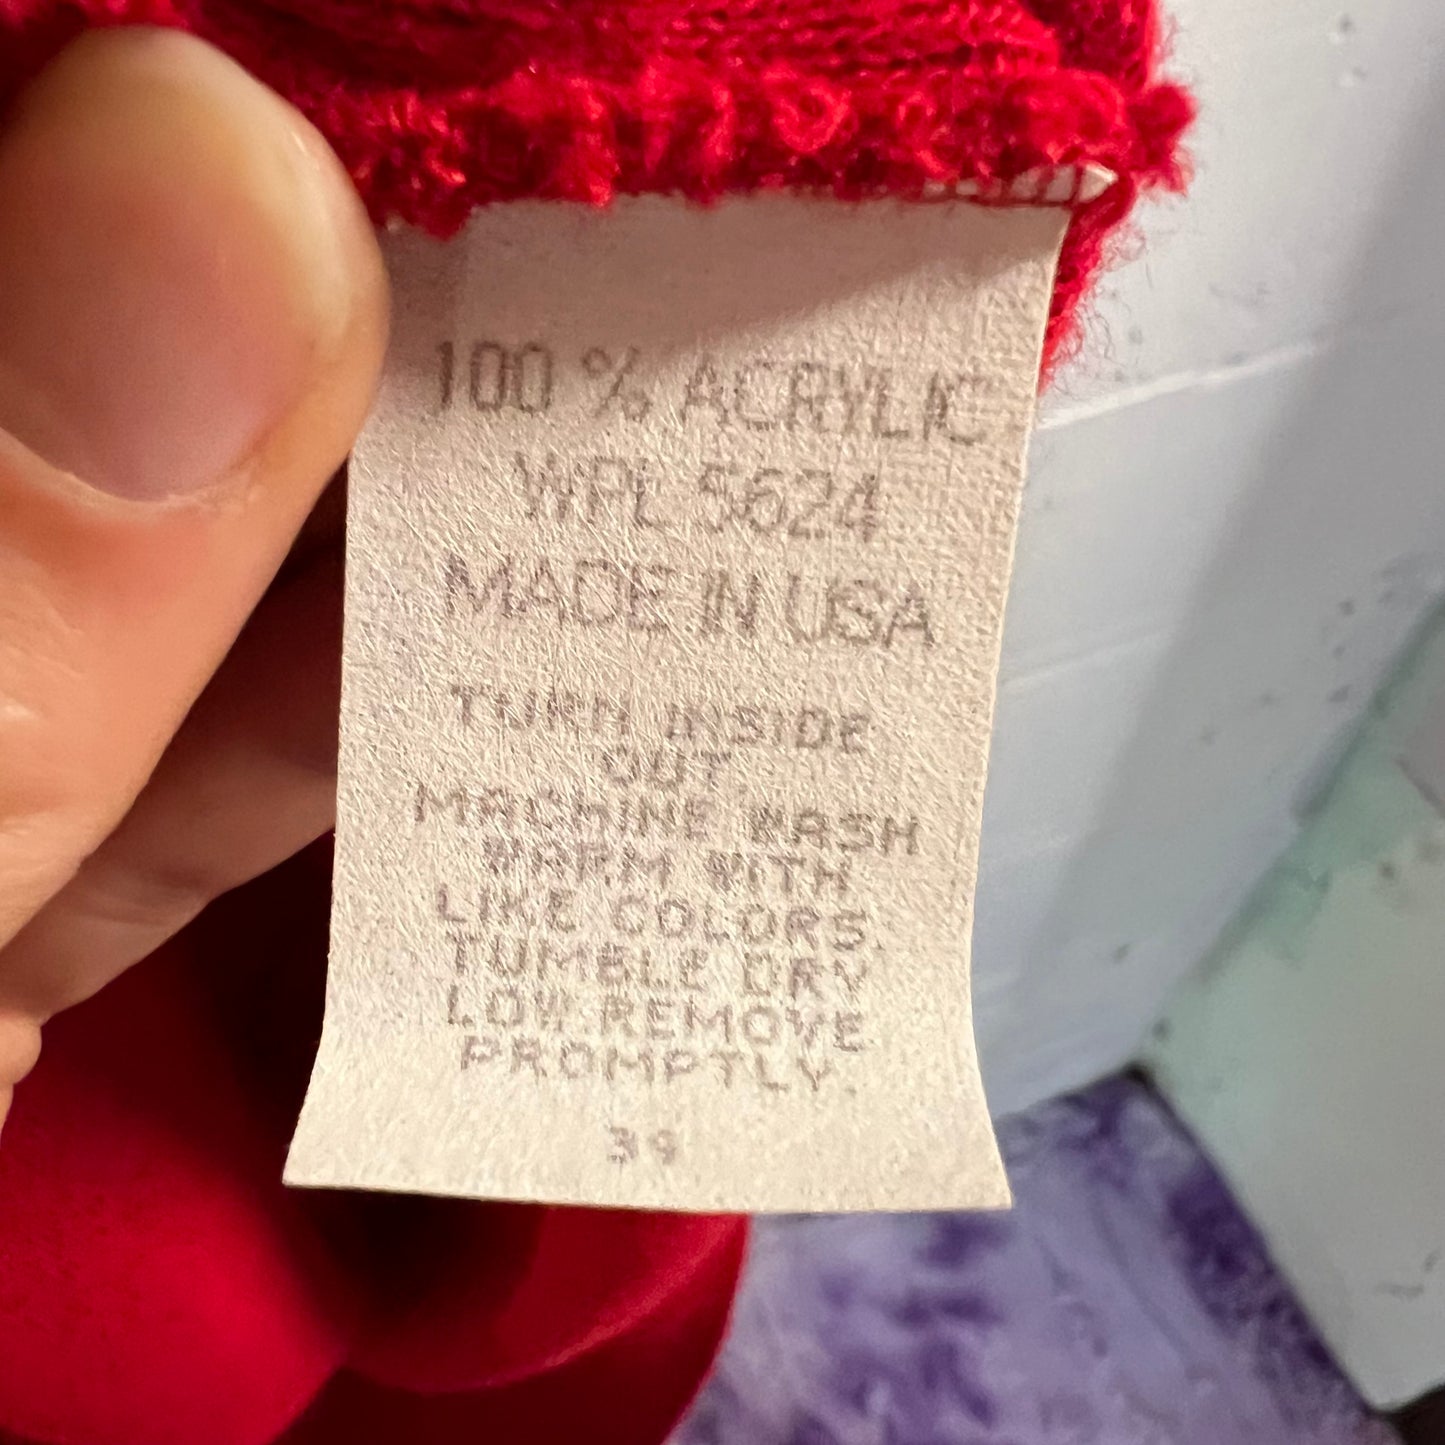 100 % ACRYLIC
WPL 5624
MADE IN USA
TURN INSIDE
OUT
MACHINE WASH
WARM WITH
LIKE COLORS.
TUMBLE DRY
LOW.REMOVE
PROMPTLY.
39